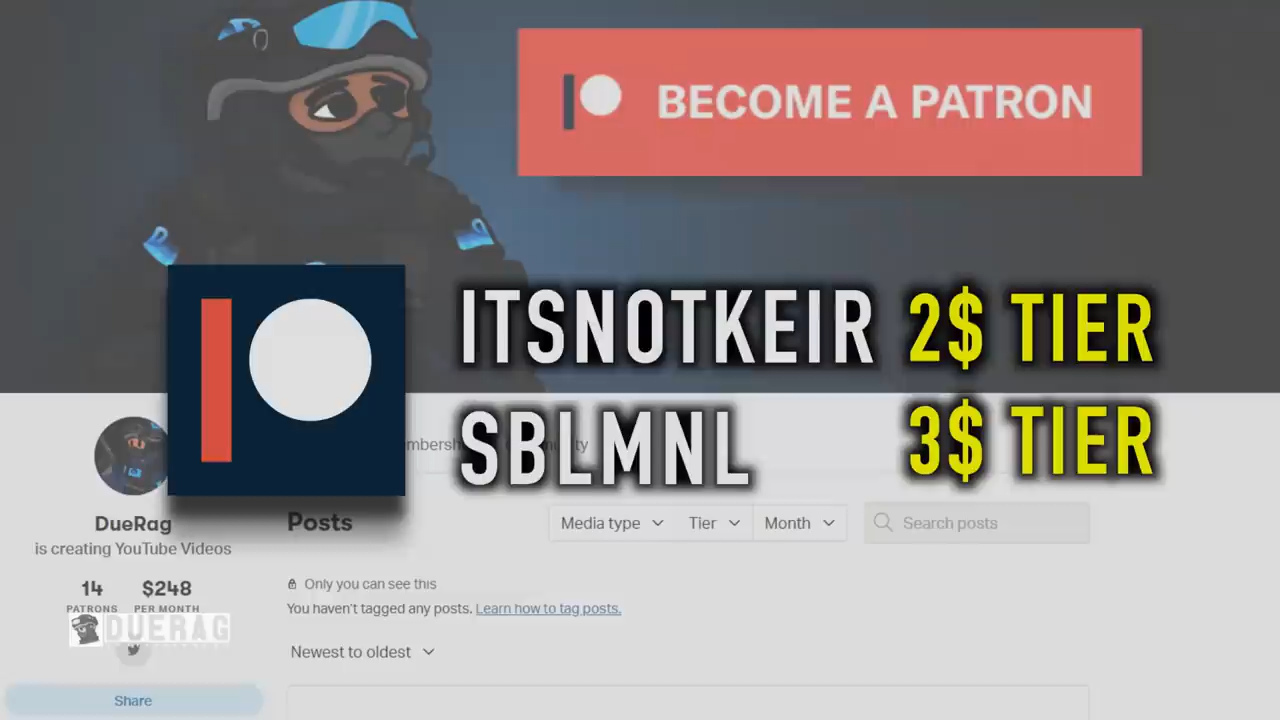 BECOME A PATRON
ITSNOTKEIR 2$ TIER
SBLMNL 3$ TIER
DueRag
is creating YouTube Videos
14 $248
PATRONS PER MONTH
DUERAG
Share
Posts
Media type Tier Month Search posts
Only you can see this
You haven't tagged any posts. Learn how to tag posts.
Newest to oldest